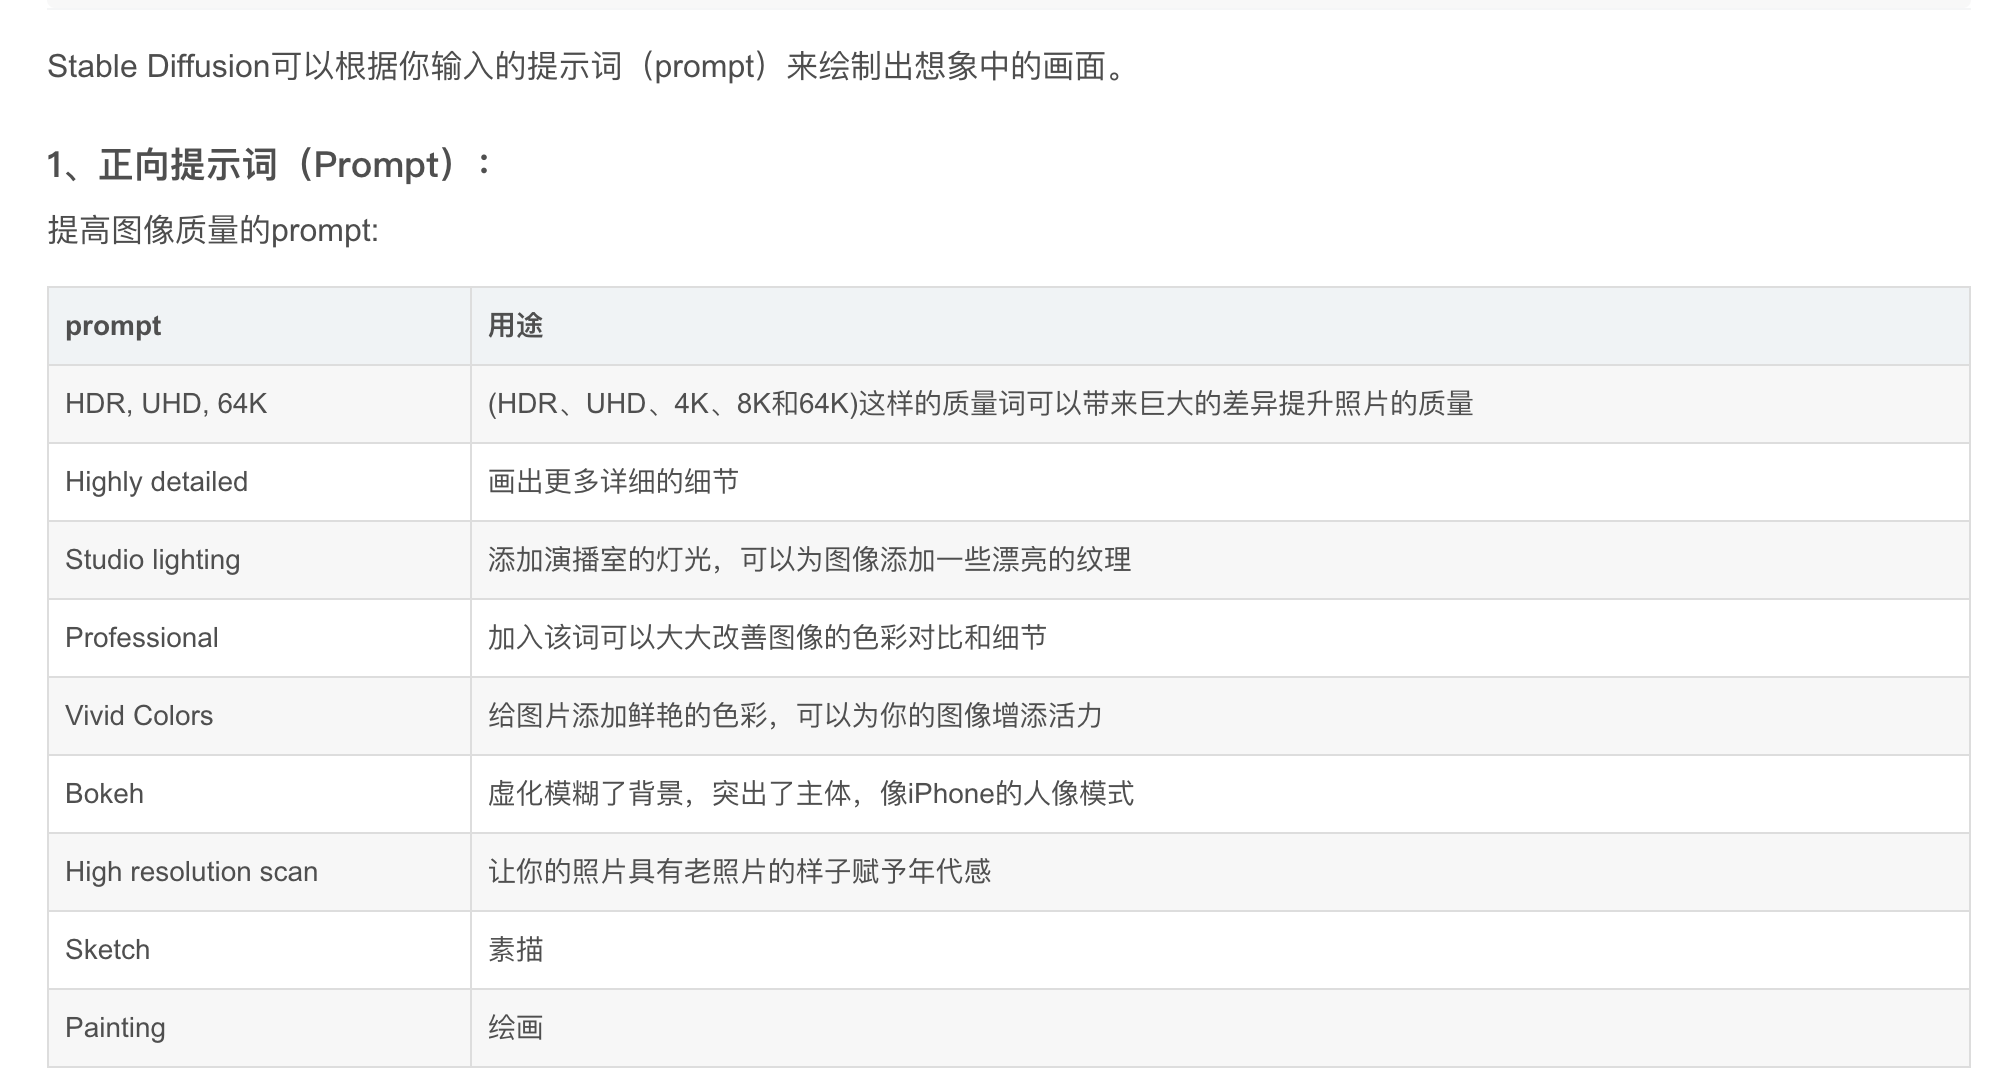 Stable Diffusion可以根据你输入的提示词（prompt）来绘制出想象中的画面。
1、正向提示词（Prompt）：
提高图像质量的prompt:
prompt 用途
HDR, UHD, 64K (HDR、UHD、4K、8K和64K)这样的质量词可以带来巨大的差异提升照片的质量
Highly detailed 画出更多详细的细节
Studio lighting 添加演播室的灯光，可以为图像添加一些漂亮的纹理
Professional 加入该词可以大大改善图像的色彩对比和细节
Vivid Colors 给图片添加鲜艳的色彩，可以为你的图像增添活力
Bokeh 虚化模糊了背景，突出了主体，像iPhone的人像模式
High resolution scan 让你的照片具有老照片的样子赋予年代感
Sketch 素描
Painting 绘画